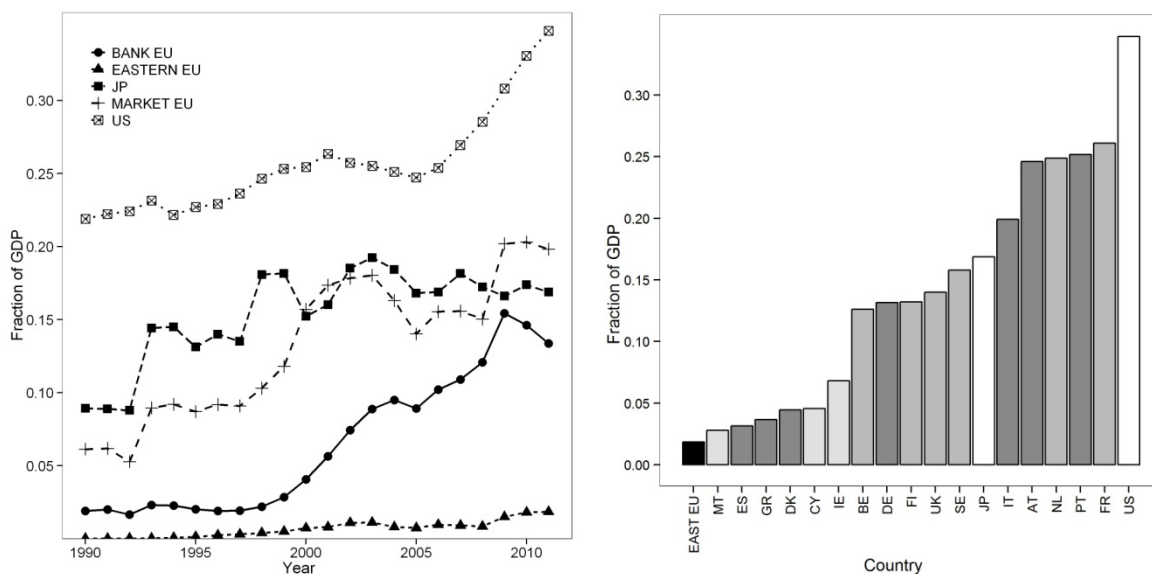 BANK EU
EASTERN EU
JP
MARKET EU
US
Fraction of GDP
0.30
0.25
0.20
0.15
0.10
0.05
1990 1995 2000 2005 2010
Year
Fraction of GDP
0.30
0.25
0.20
0.15
0.10
0.05
0.00
EAST EU MT ES GR DK CY IE BE DE FI UK SE JP IT AT NL PT FR US
Country